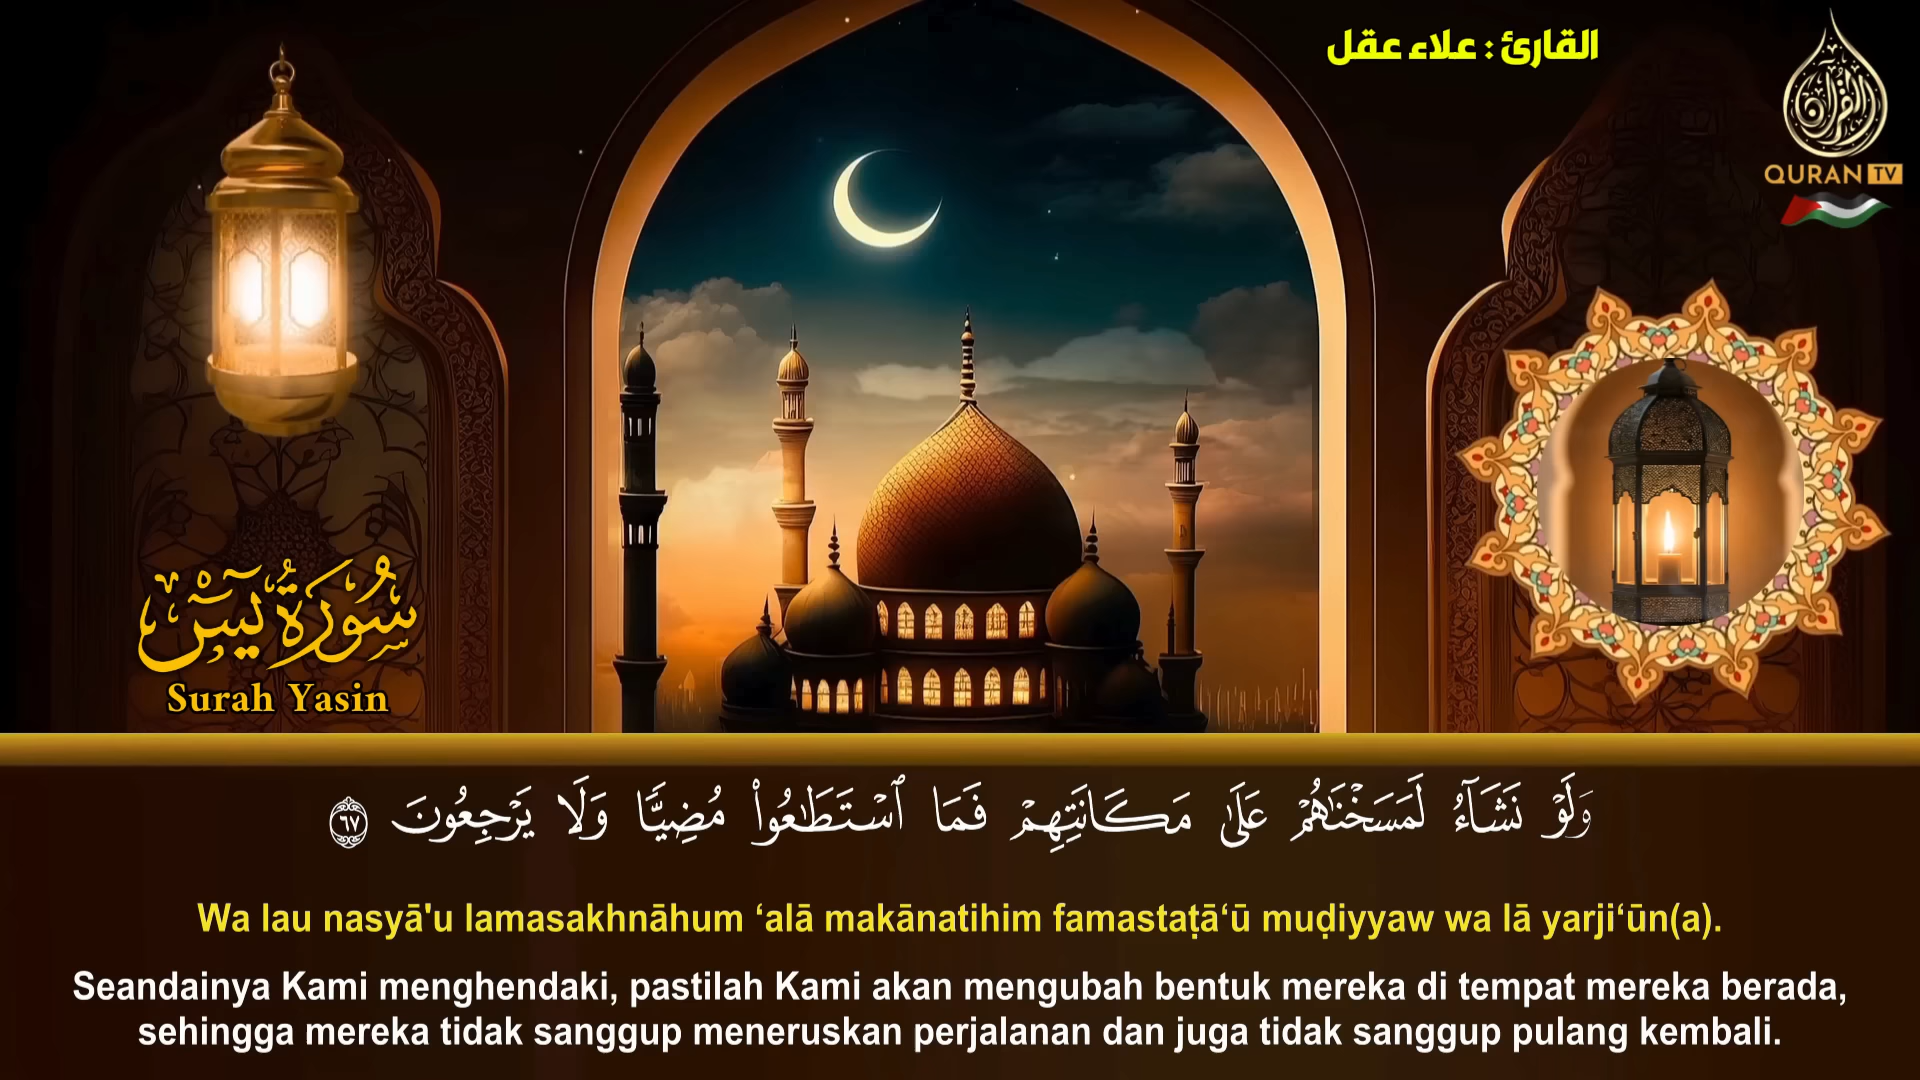 القارئ : علاء عقل
القرآن
QURAN TV
سُورَةُ يسٓ
Surah Yasin
وَلَوْ نَشَآءُ لَمَسَخْنَٰهُمْ عَلَىٰ مَكَانَتِهِمْ فَمَا ٱسْتَطَٰعُوا۟ مُضِيًّا وَلَا يَرْجِعُونَ ٦٧
Wa lau nasyā'u lamasakhnāhum ‘alā makānatihim famastaṭā‘ū muḍiyyaw wa lā yarji‘ūn(a).
Seandainya Kami menghendaki, pastilah Kami akan mengubah bentuk mereka di tempat mereka berada,
sehingga mereka tidak sanggup meneruskan perjalanan dan juga tidak sanggup pulang kembali.